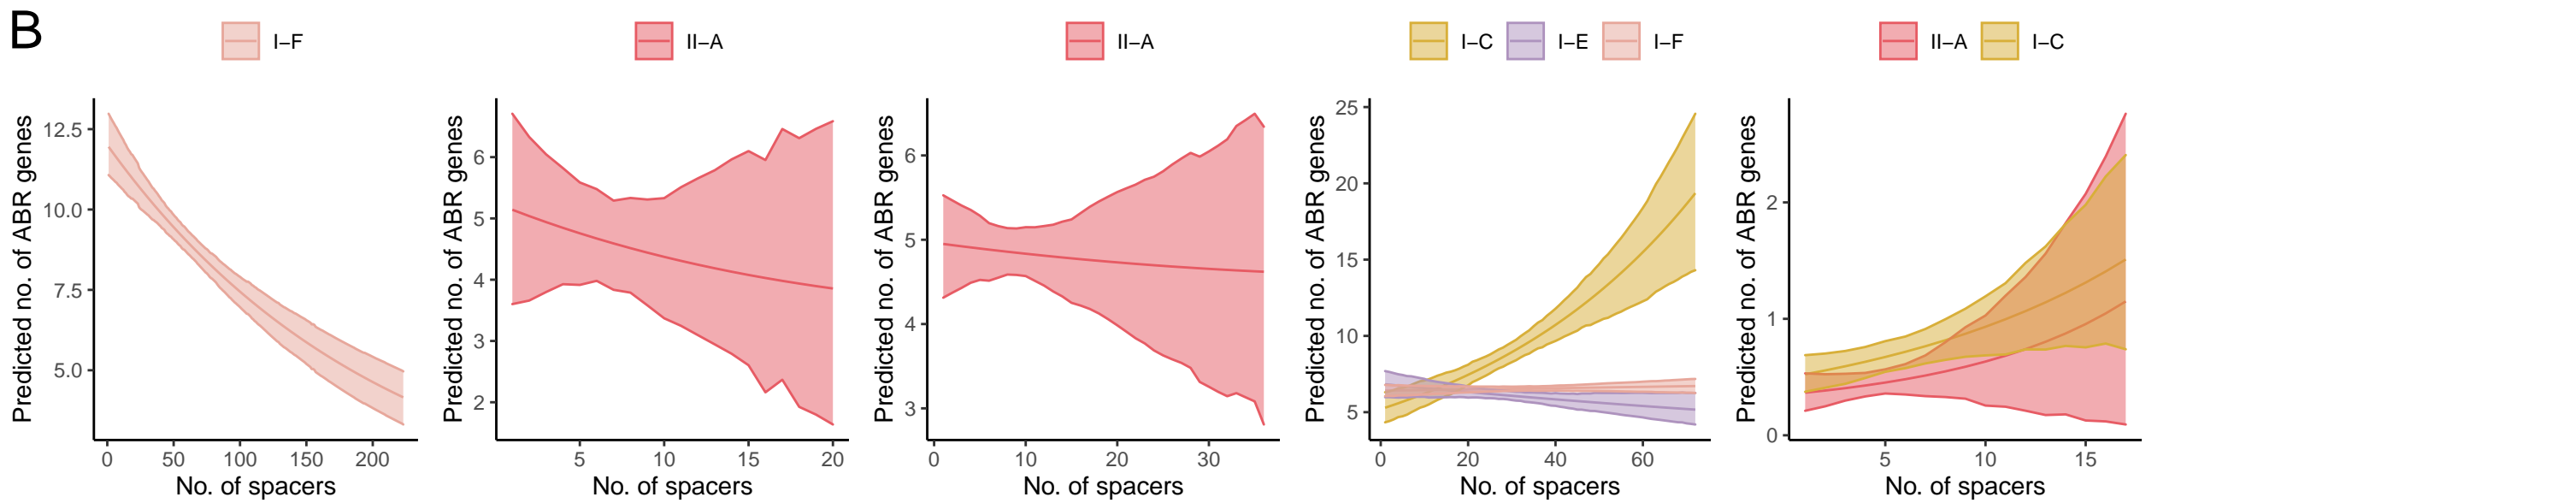 B
I–F
II–A
II–A
I–C I–E I–F
II–A I–C
Predicted no. of ABR genes
12.5
10.0
7.5
5.0
0 50 100 150 200
No. of spacers
Predicted no. of ABR genes
6
5
4
3
2
5 10 15 20
No. of spacers
Predicted no. of ABR genes
6
5
4
3
0 10 20 30
No. of spacers
Predicted no. of ABR genes
25
20
15
10
5
0 20 40 60
No. of spacers
Predicted no. of ABR genes
2
1
0
5 10 15
No. of spacers